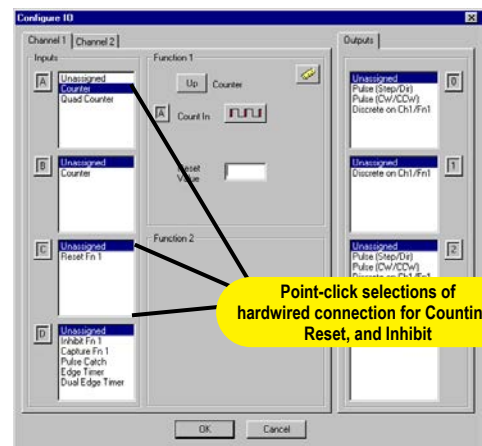 Configure IO
Channel 1
Channel 2
Inputs
A
Unassigned
Counter
Quad Counter
B
Unassigned
Counter
C
Unassigned
Reset Fn 1
D
Unassigned
Inhibit Fn 1
Capture Fn 1
Pulse Catch
Edge Timer
Dual Edge Timer
Function 1
Up
Counter
A
Count In
Reset
Value
Function 2
Outputs
Unassigned
Pulse (Step/Dir)
Pulse (CW/CCW)
Discrete on Ch1/Fn1
0
Unassigned
Discrete on Ch1/Fn1
1
Unassigned
Pulse (Step/Dir)
Pulse (CW/CCW)
2
Point-click selections of
hardwired connection for Countin
Reset, and Inhibit
OK
Cancel